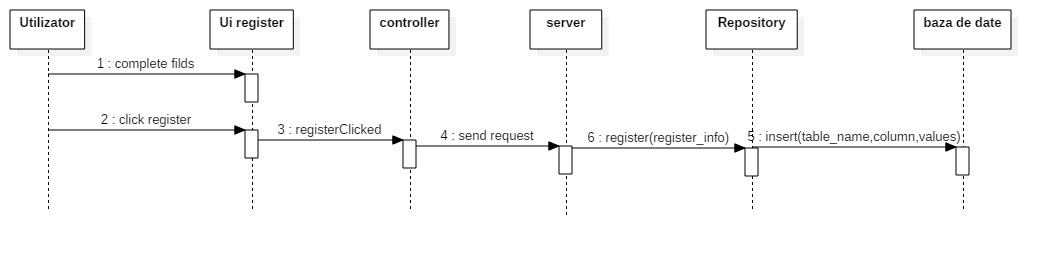 Utilizator
Ui register
controller
server
Repository
baza de date
1 : complete filds
2 : click register
3 : registerClicked
4 : send request
6 : register(register_info)
5 : insert(table_name,column,values)